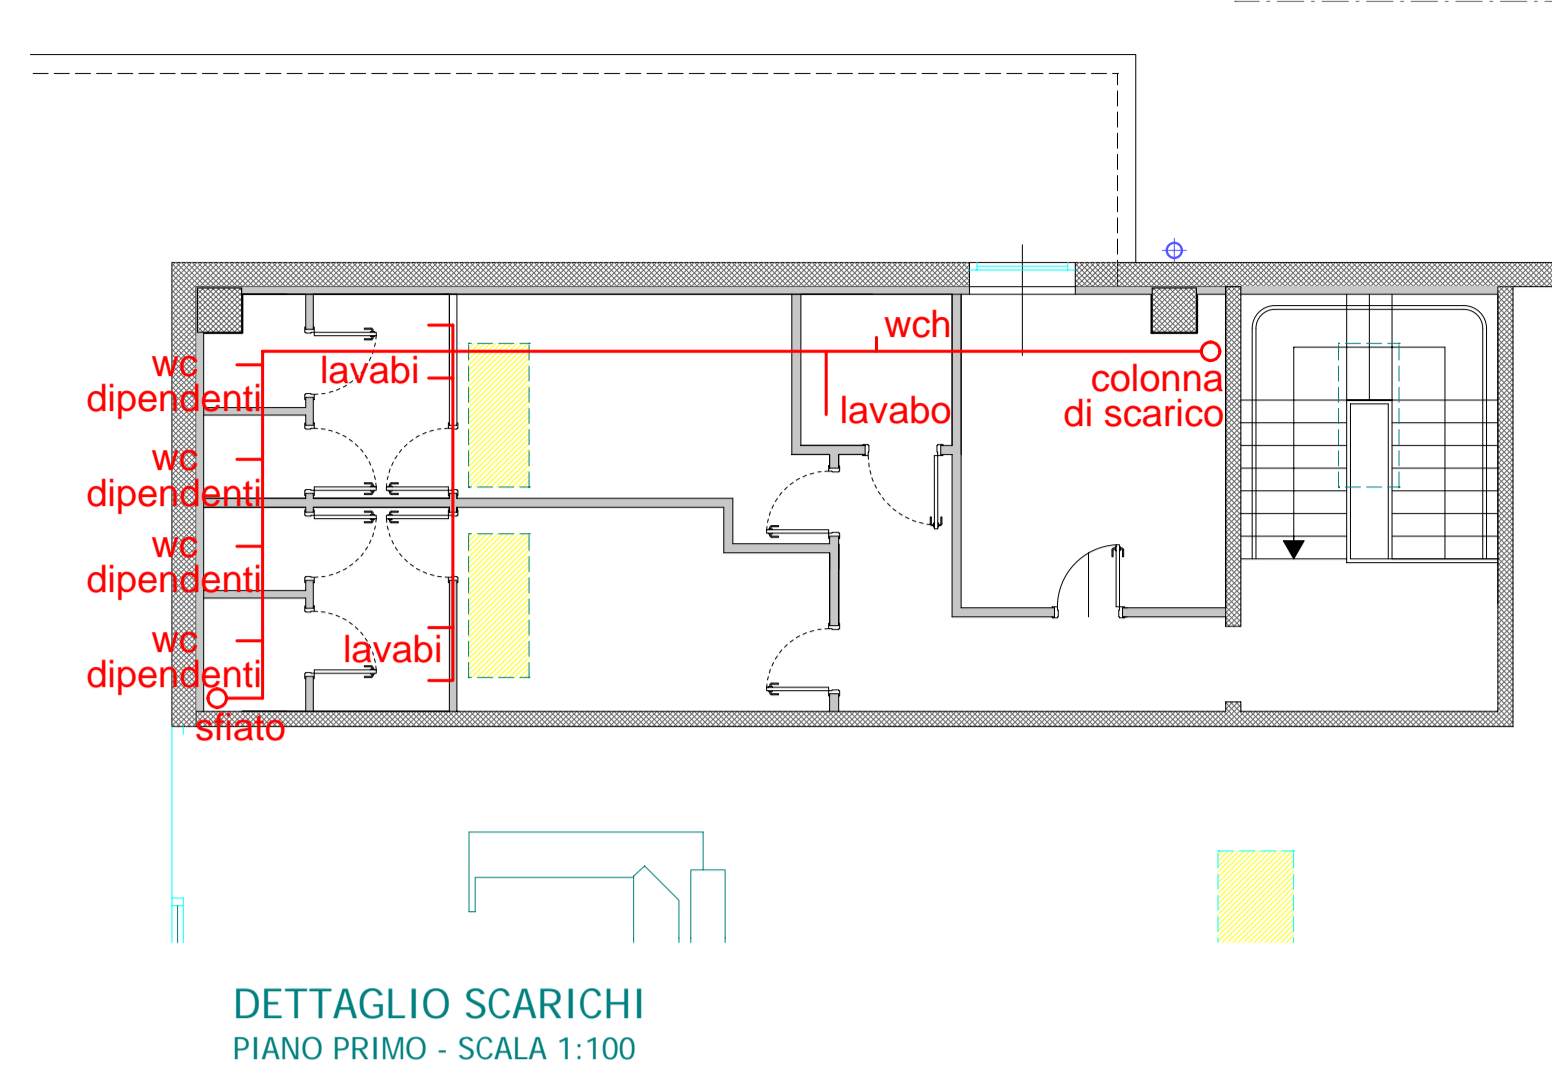 wch
wc
dipendenti
lavabi
colonna
di scarico
lavabo
wc
dipendenti
wc
dipendenti
wc
dipendenti
lavabi
sfiato
DETTAGLIO SCARICHI
PIANO PRIMO - SCALA 1:100